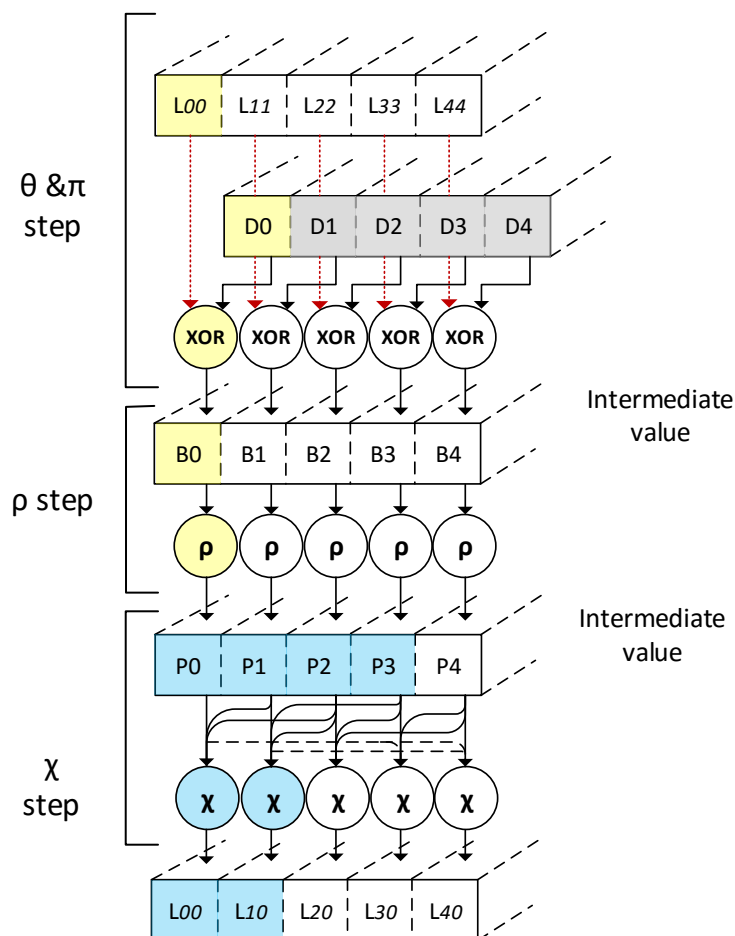 L00 L11 L22 L33 L44
θ &π
step
D0 D1 D2 D3 D4
XOR XOR XOR XOR XOR
Intermediate
value
B0 B1 B2 B3 B4
ρ step
ρ ρ ρ ρ ρ
Intermediate
value
P0 P1 P2 P3 P4
χ
step
χ χ χ χ χ
L00 L10 L20 L30 L40